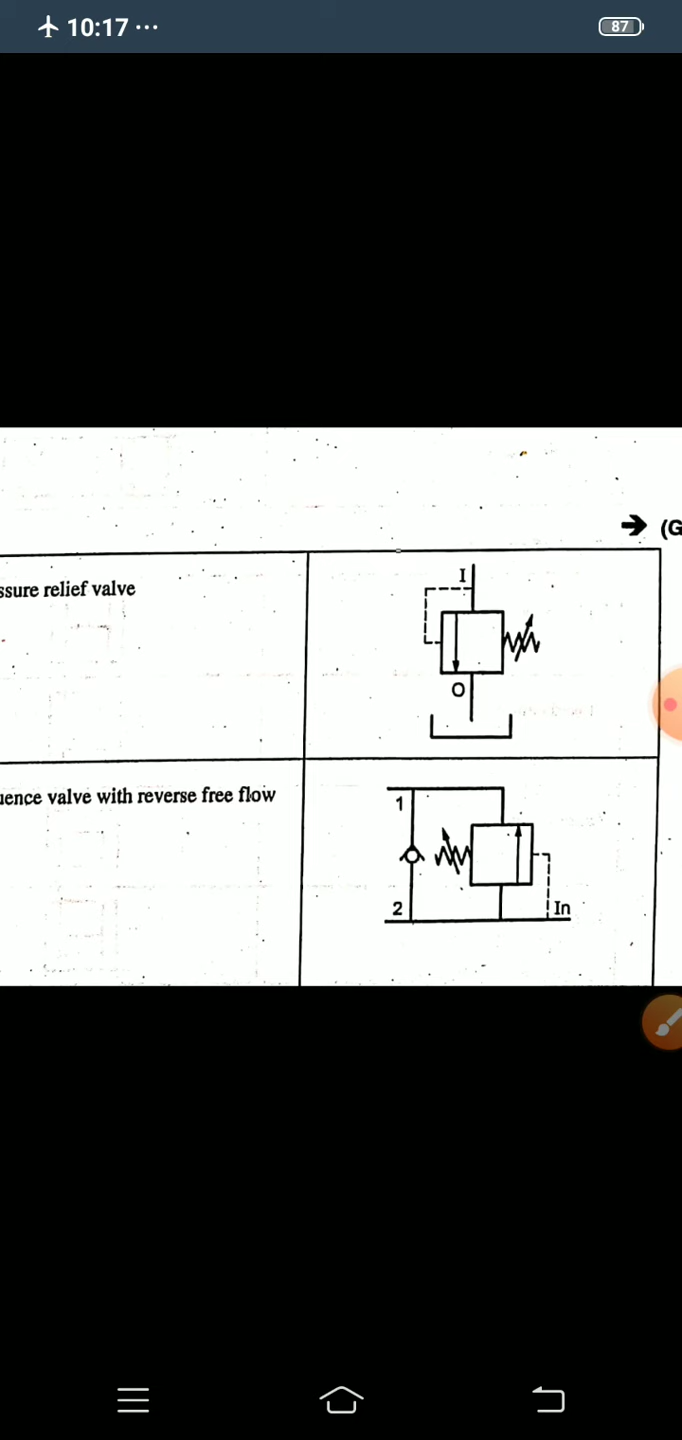 10:17 ...
87
(G
ssure relief valve
I
O
uence valve with reverse free flow
1
2
In